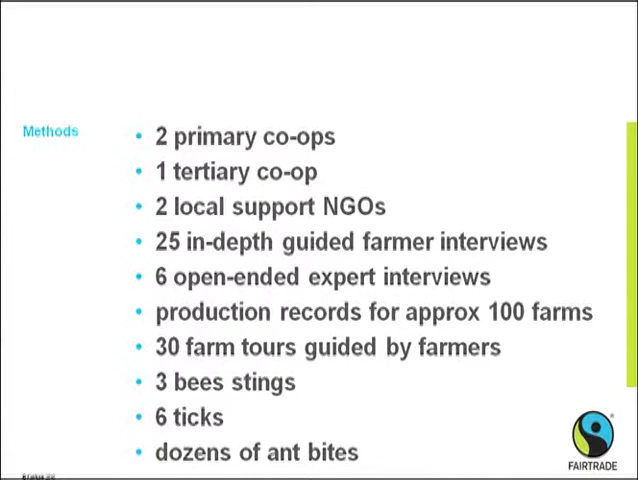 Methods
• 2 primary co-ops
• 1 tertiary co-op
• 2 local support NGOs
• 25 in-depth guided farmer interviews
• 6 open-ended expert interviews
• production records for approx 100 farms
• 30 farm tours guided by farmers
• 3 bees stings
• 6 ticks
• dozens of ant bites
FAIRTRADE